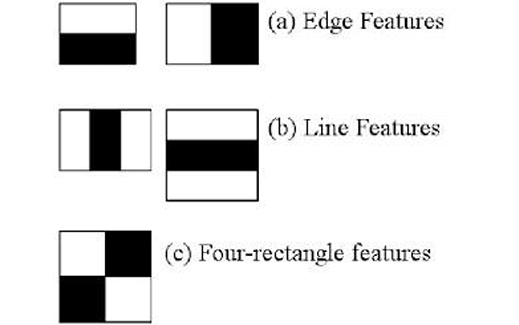 (a) Edge Features
(b) Line Features
(c) Four-rectangle features